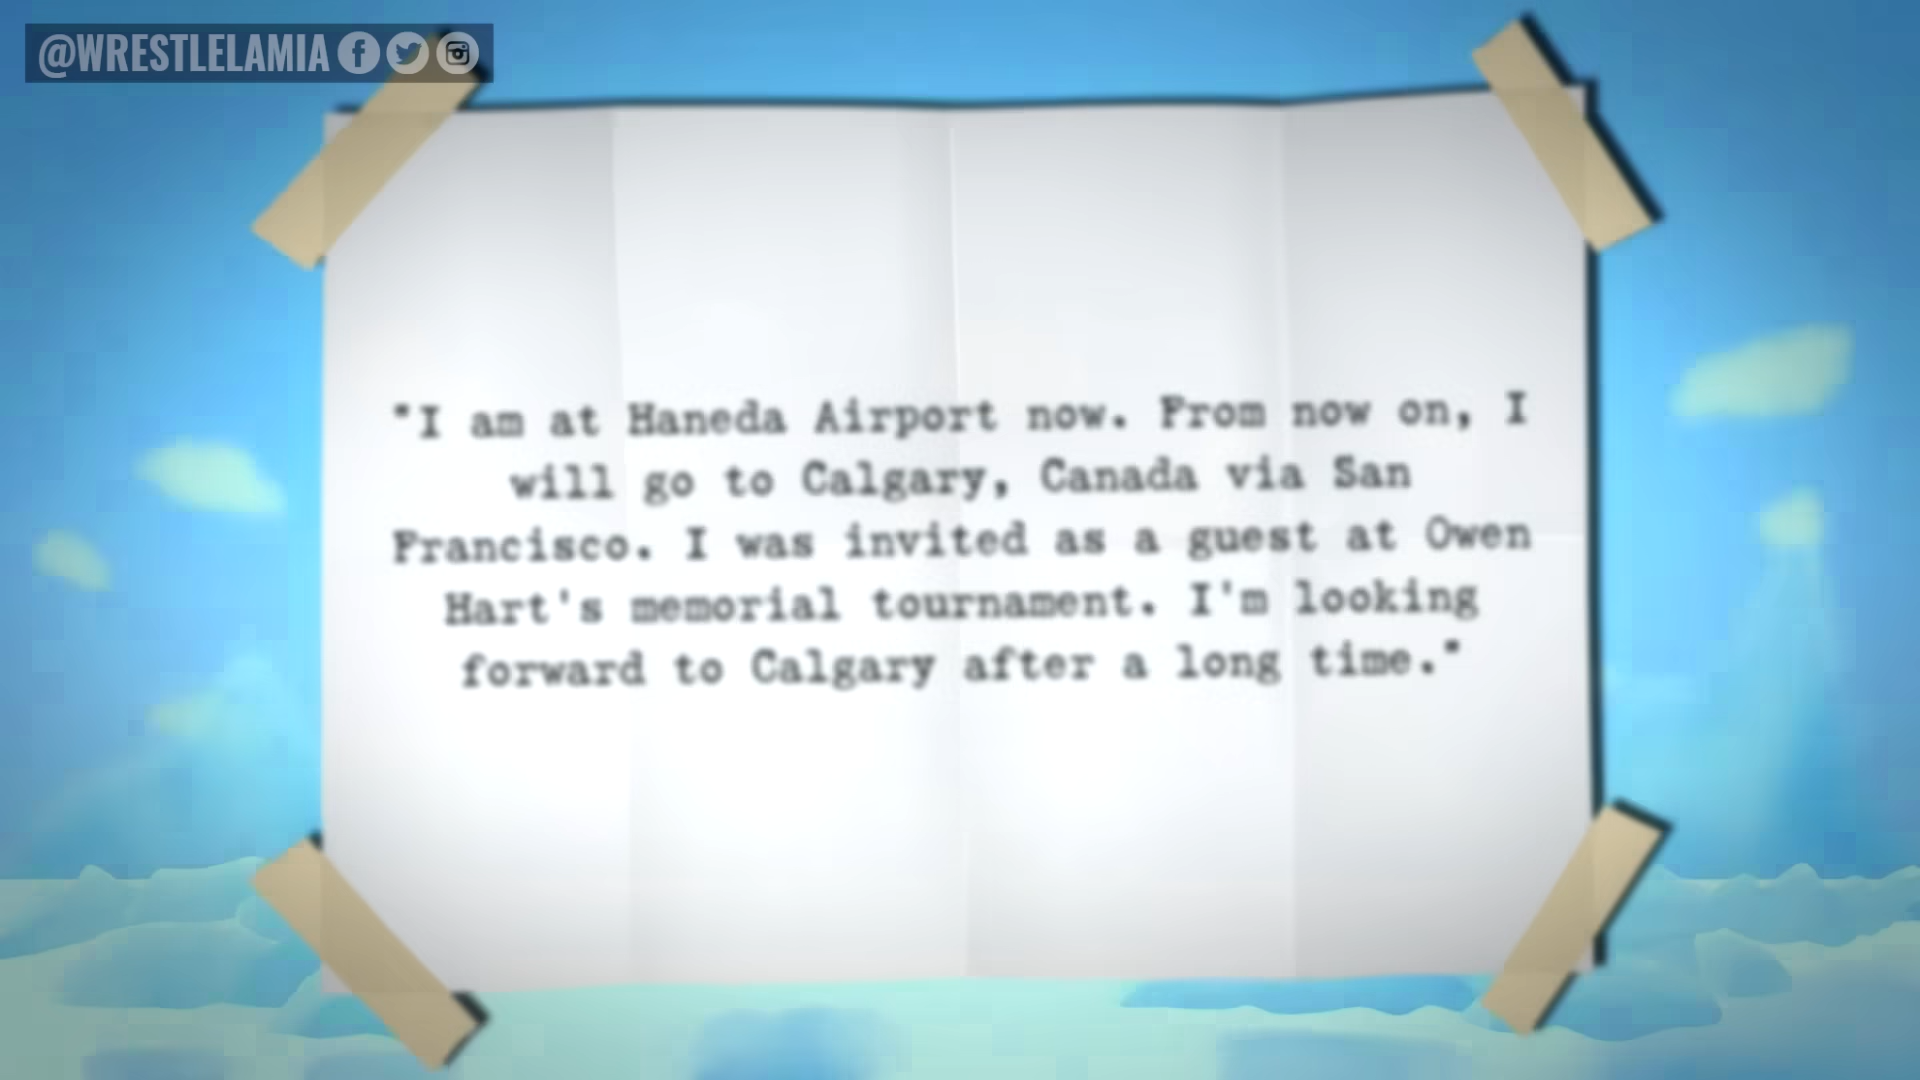 @WRESTLELAMIA
"I am at Haneda Airport now. From now on, I
will go to Calgary, Canada via San
Francisco. I was invited as a guest at Owen
Hart's memorial tournament. I'm looking
forward to Calgary after a long time."